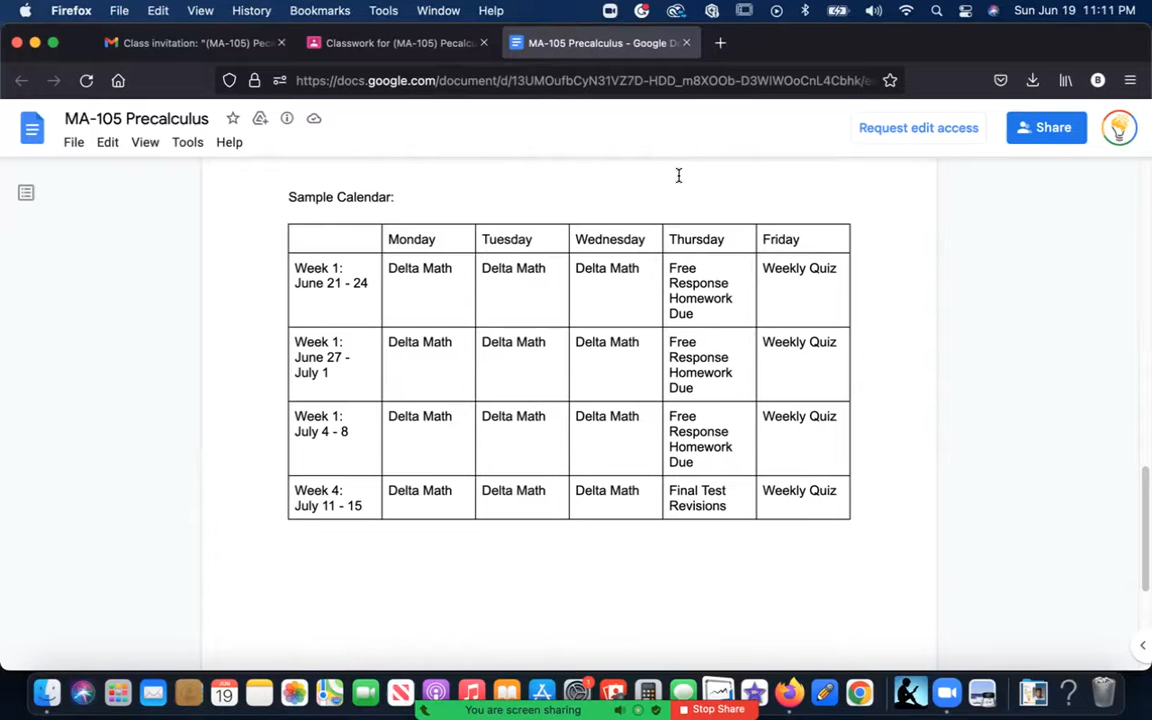 Firefox File Edit View History Bookmarks Tools Window Help Sun Jun 19 11:11 PM
Class invitation: "(MA-105) Prec Classwork for (MA-105) Pecalcu MA-105 Precalculus - Google D
https://docs.google.com/document/d/13UMOufbCyN31VZ7D-HDD_m8XOOb-D3WIWOoCnL4Cbhk/e
B
MA-105 Precalculus
Request edit access
Share
File Edit View Tools Help
Sample Calendar:
Monday Tuesday Wednesday Thursday Friday
Week 1: Delta Math Delta Math Delta Math Free Weekly Quiz
June 21 - 24 Response
Homework
Due
Week 1: Delta Math Delta Math Delta Math Free Weekly Quiz
June 27 - Response
July 1 Homework
Due
Week 1: Delta Math Delta Math Delta Math Free Weekly Quiz
July 4 - 8 Response
Homework
Due
Week 4: Delta Math Delta Math Delta Math Final Test Weekly Quiz
July 11 - 15 Revisions
JUN
19
1
You are screen sharing Stop Share